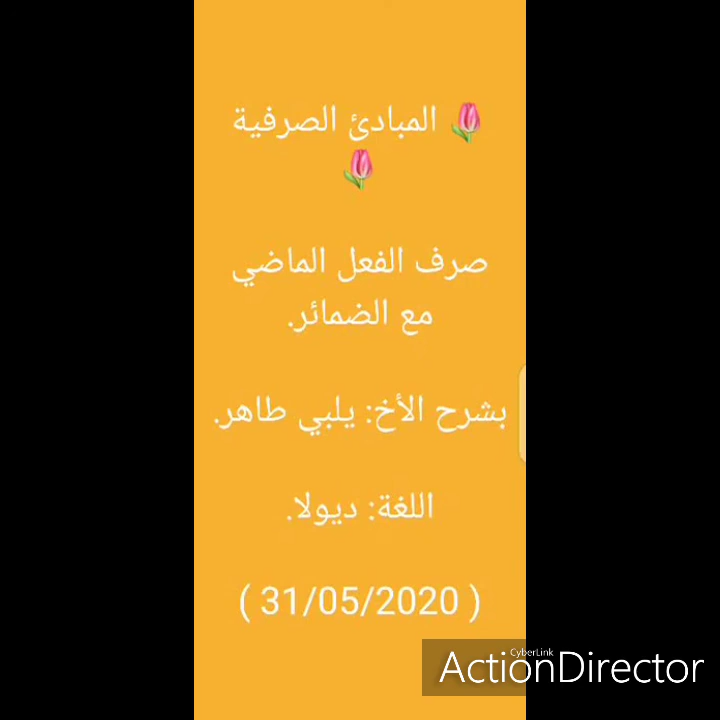 🌷 المبادئ الصرفية
🌷
صرف الفعل الماضي
مع الضمائر.
بشرح الأخ: يلبي طاهر.
اللغة: ديولا.
( 31/05/2020 )
CyberLink
ActionDirector